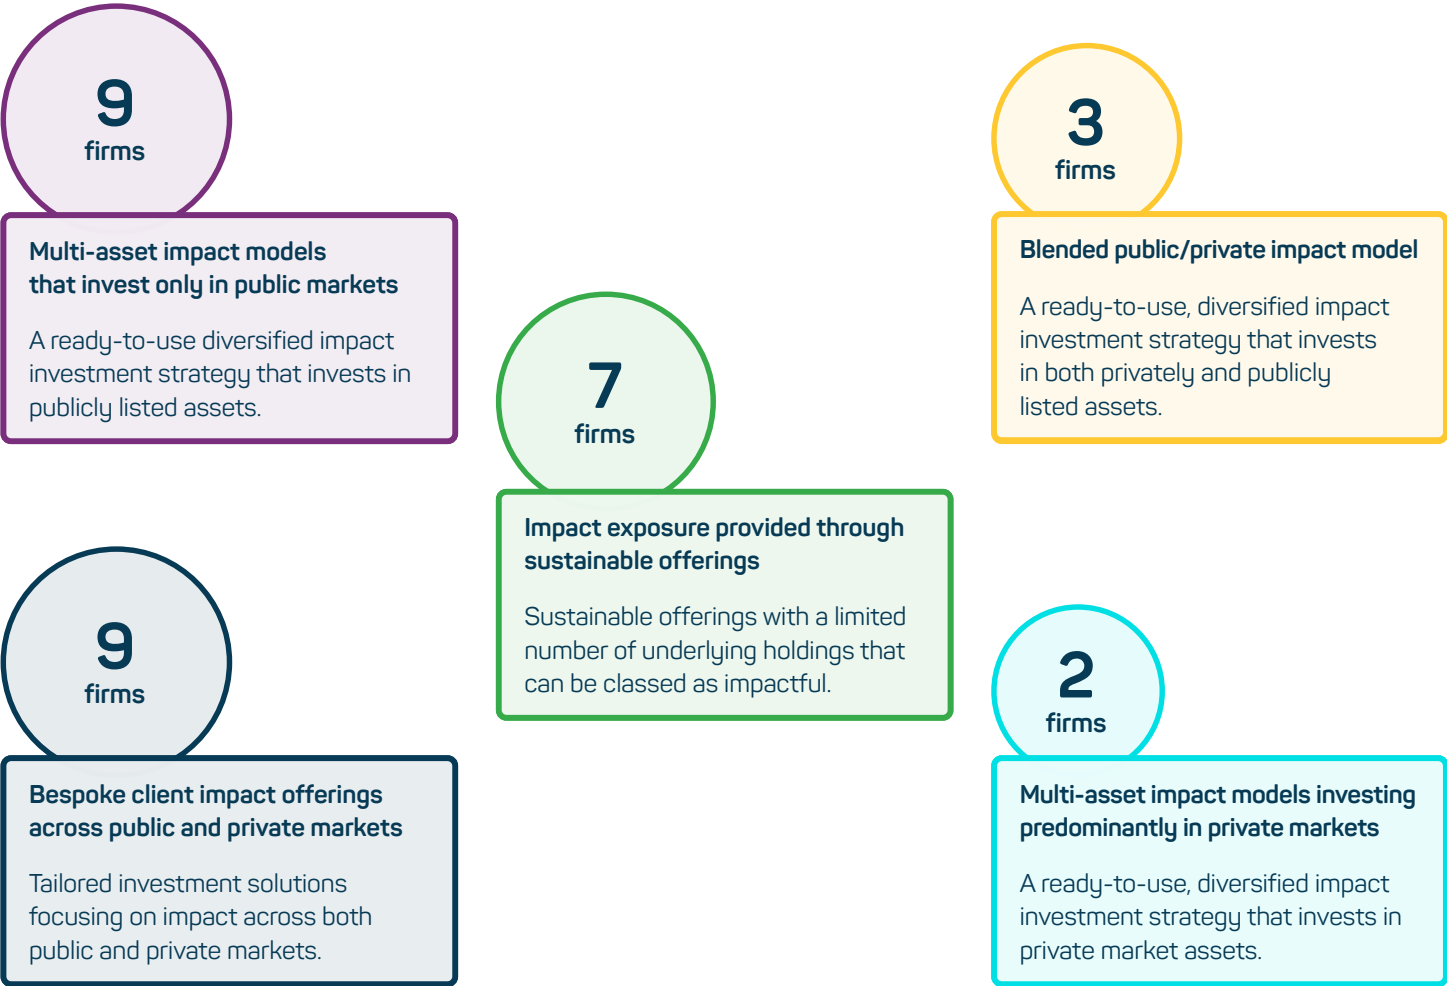 9
firms
Multi-asset impact models
that invest only in public markets
A ready-to-use diversified impact
investment strategy that invests in
publicly listed assets.
9
firms
Bespoke client impact offerings
across public and private markets
Tailored investment solutions
focusing on impact across both
public and private markets.
7
firms
Impact exposure provided through
sustainable offerings
Sustainable offerings with a limited
number of underlying holdings that
can be classed as impactful.
3
firms
Blended public/private impact model
A ready-to-use, diversified impact
investment strategy that invests
in both privately and publicly
listed assets.
2
firms
Multi-asset impact models investing
predominantly in private markets
A ready-to-use, diversified impact
investment strategy that invests in
private market assets.